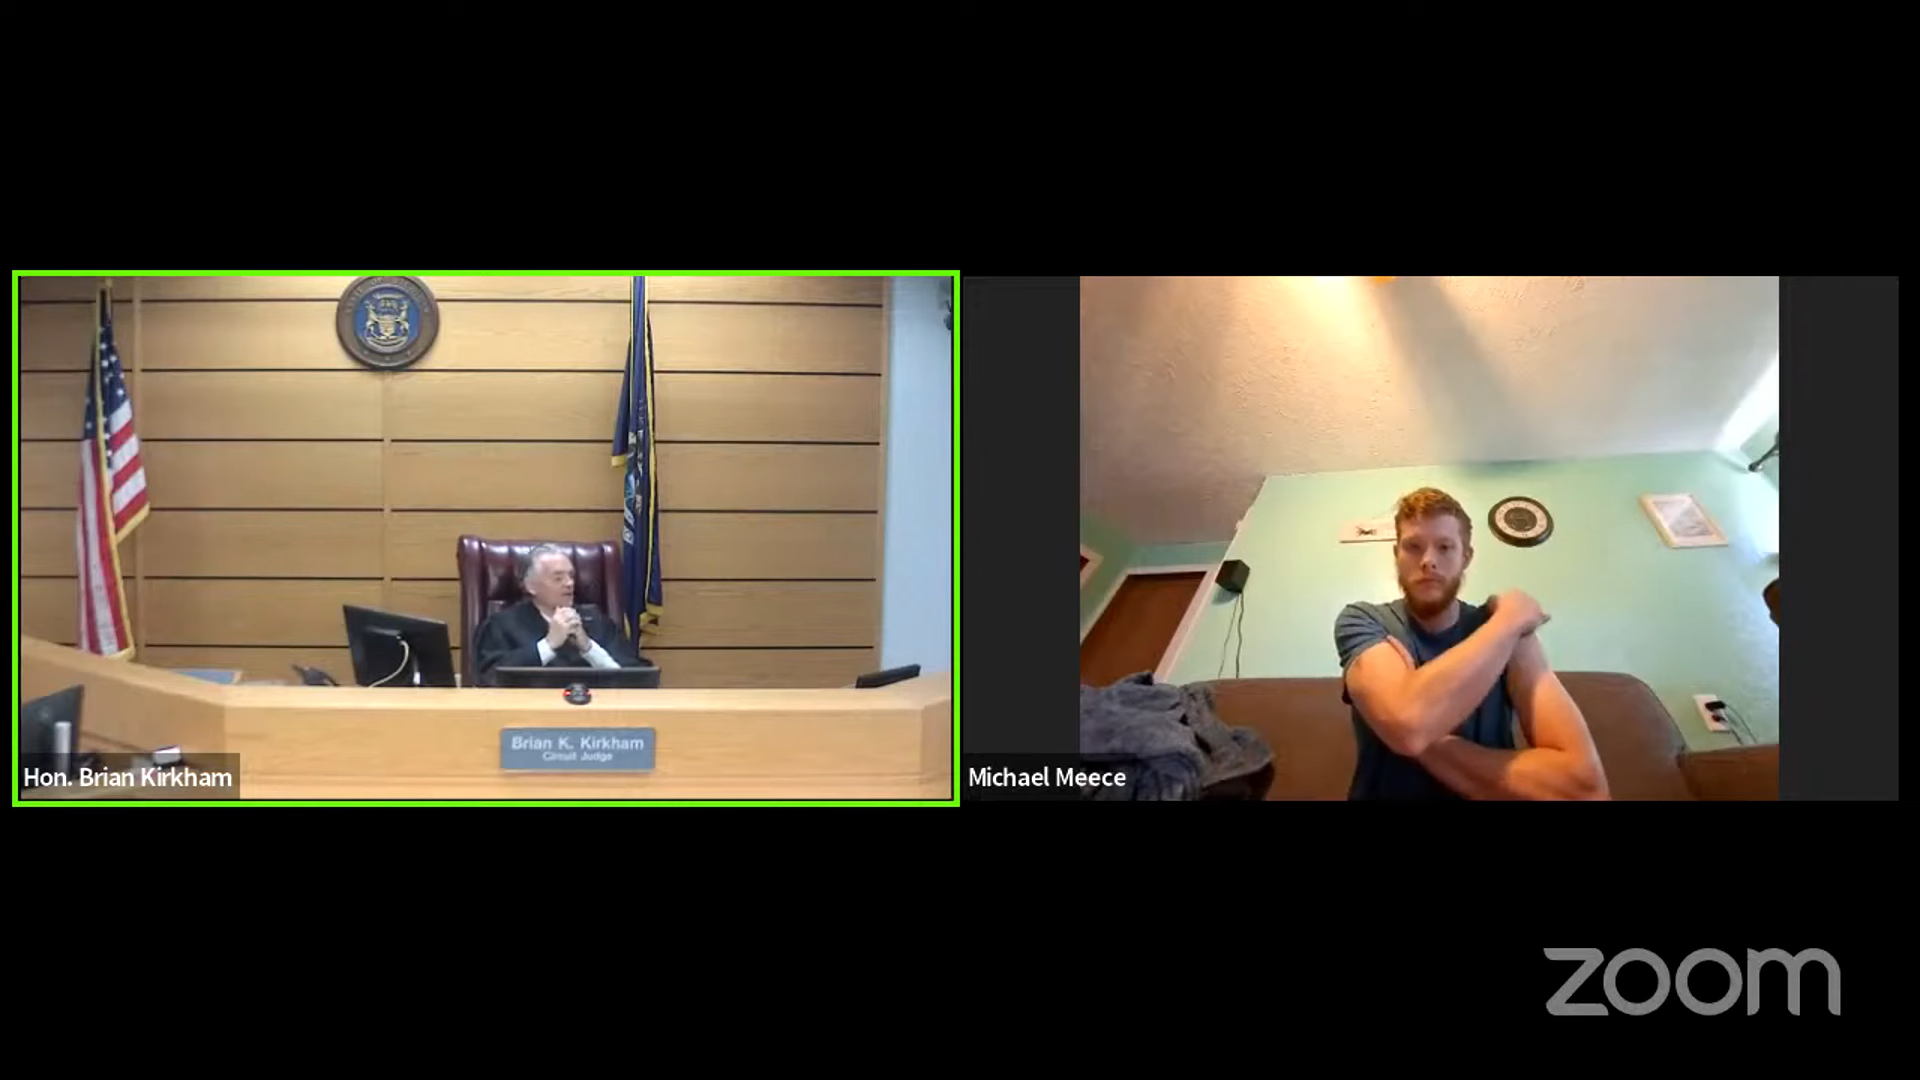 Brian K. Kirkham
Circuit Judge
Hon. Brian Kirkham
Michael Meece
zoom